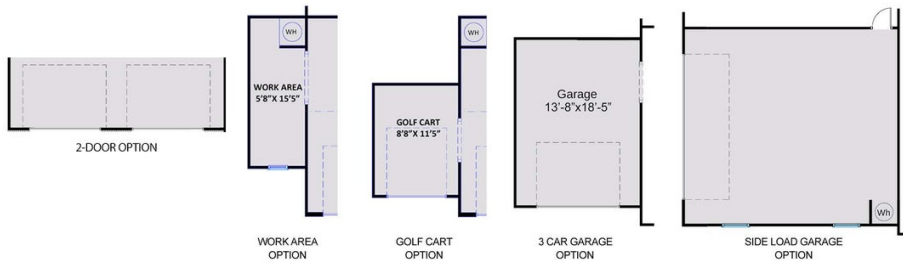 2-DOOR OPTION
WH
WORK AREA
5'8"X 15'5"
WORK AREA
OPTION
WH
GOLF CART
8'8"X 11'5"
GOLF CART
OPTION
Garage
13'-8"x18'-5"
3 CAR GARAGE
OPTION
Wh
SIDE LOAD GARAGE
OPTION